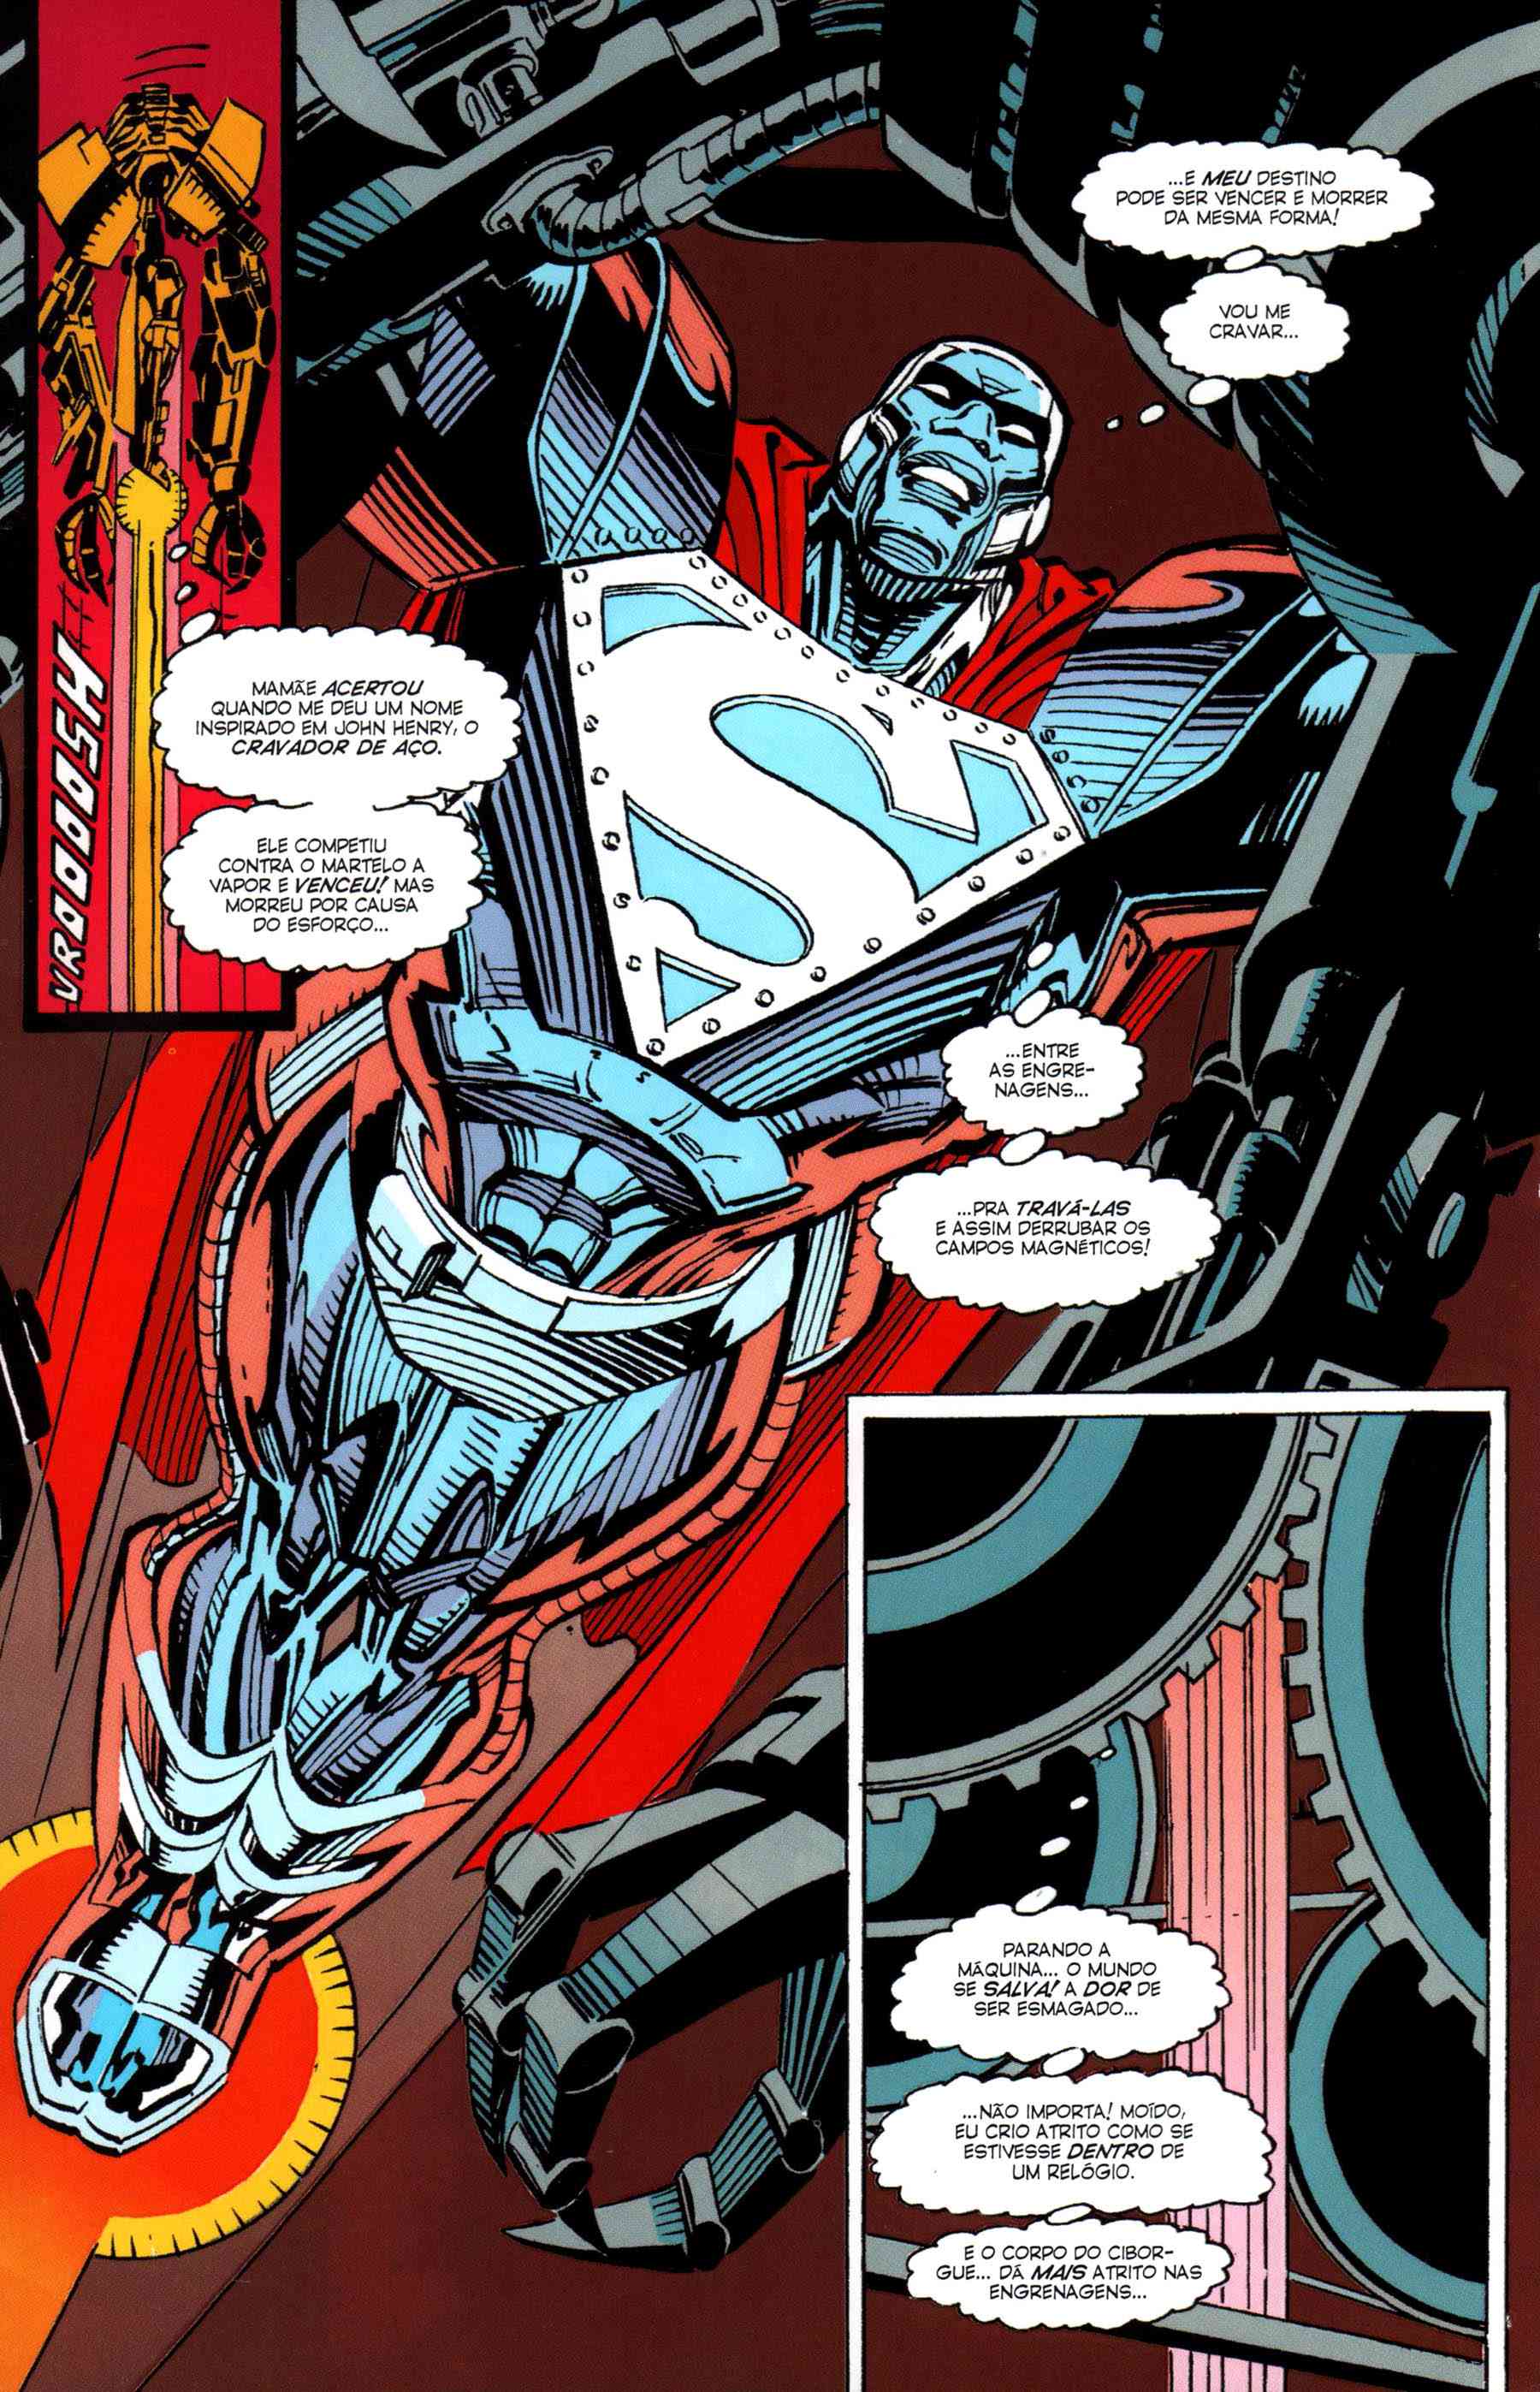 VROOOOSH
MAMÃE ACERTOU
QUANDO ME DEU UM NOME
INSPIRADO EM JOHN HENRY, O
CRAVADOR DE AÇO.
ELE COMPETIU
CONTRA O MARTELO A
VAPOR E VENCEU! MAS
MORREU POR CAUSA
DO ESFORÇO...
...E MEU DESTINO
PODE SER VENCER E MORRER
DA MESMA FORMA!
VOU ME
CRAVAR...
...ENTRE
AS ENGRE-
NAGENS...
...PRA TRAVÁ-LAS
E ASSIM DERRUBAR OS
CAMPOS MAGNÉTICOS!
PARANDO A
MÁQUINA... O MUNDO
SE SALVA! A DOR DE
SER ESMAGADO...
...NÃO IMPORTA! MOÍDO,
EU CRIO ATRITO COMO SE
ESTIVESSE DENTRO DE
UM RELÓGIO.
E O CORPO DO CIBOR-
GUE... DÁ MAIS ATRITO NAS
ENGRENAGENS...